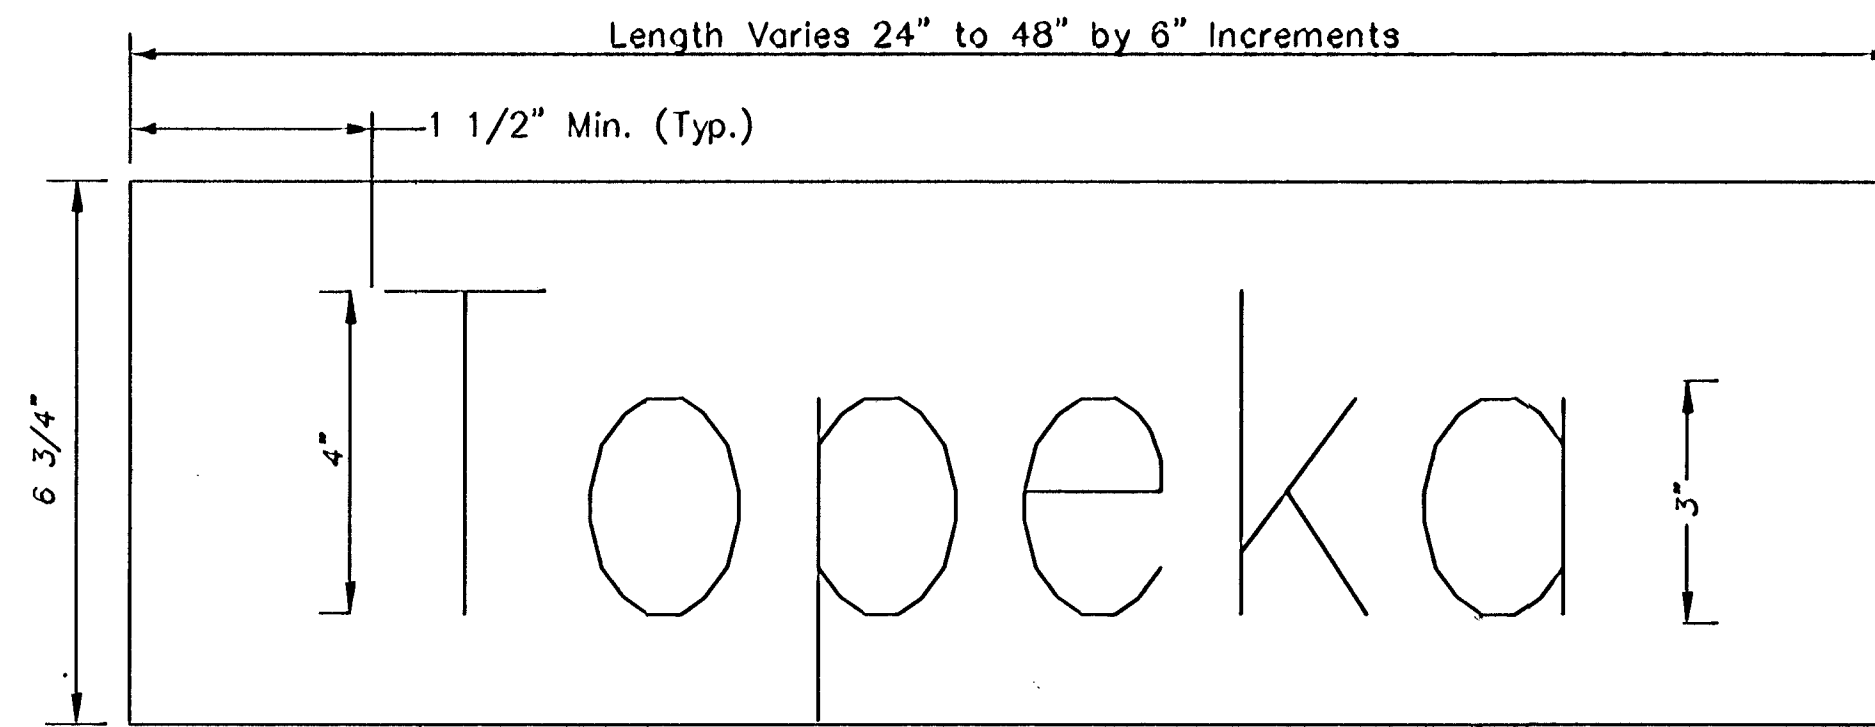 Length Varies 24" to 48" by 6" Increments
1 1/2" Min. (Typ.)
6 3/4"
4"
Topeka
3"